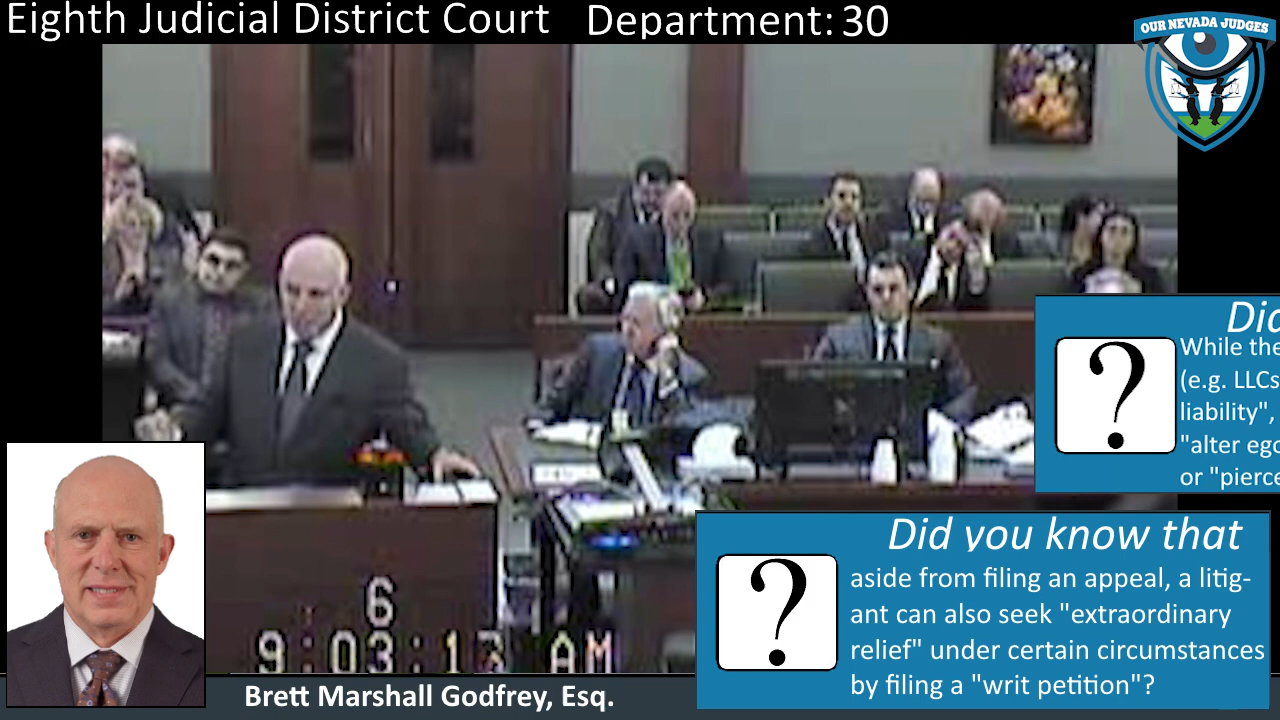 Eighth Judicial District Court Department: 30
OUR NEVADA JUDGES
Did
While the
(e.g. LLCs
liability",
"alter ego
or "pierce
?
Did you know that
aside from filing an appeal, a litig-
ant can also seek "extraordinary
relief" under certain circumstances
by filing a "writ petition"?
?
6
9:03:13 AM
Brett Marshall Godfrey, Esq.